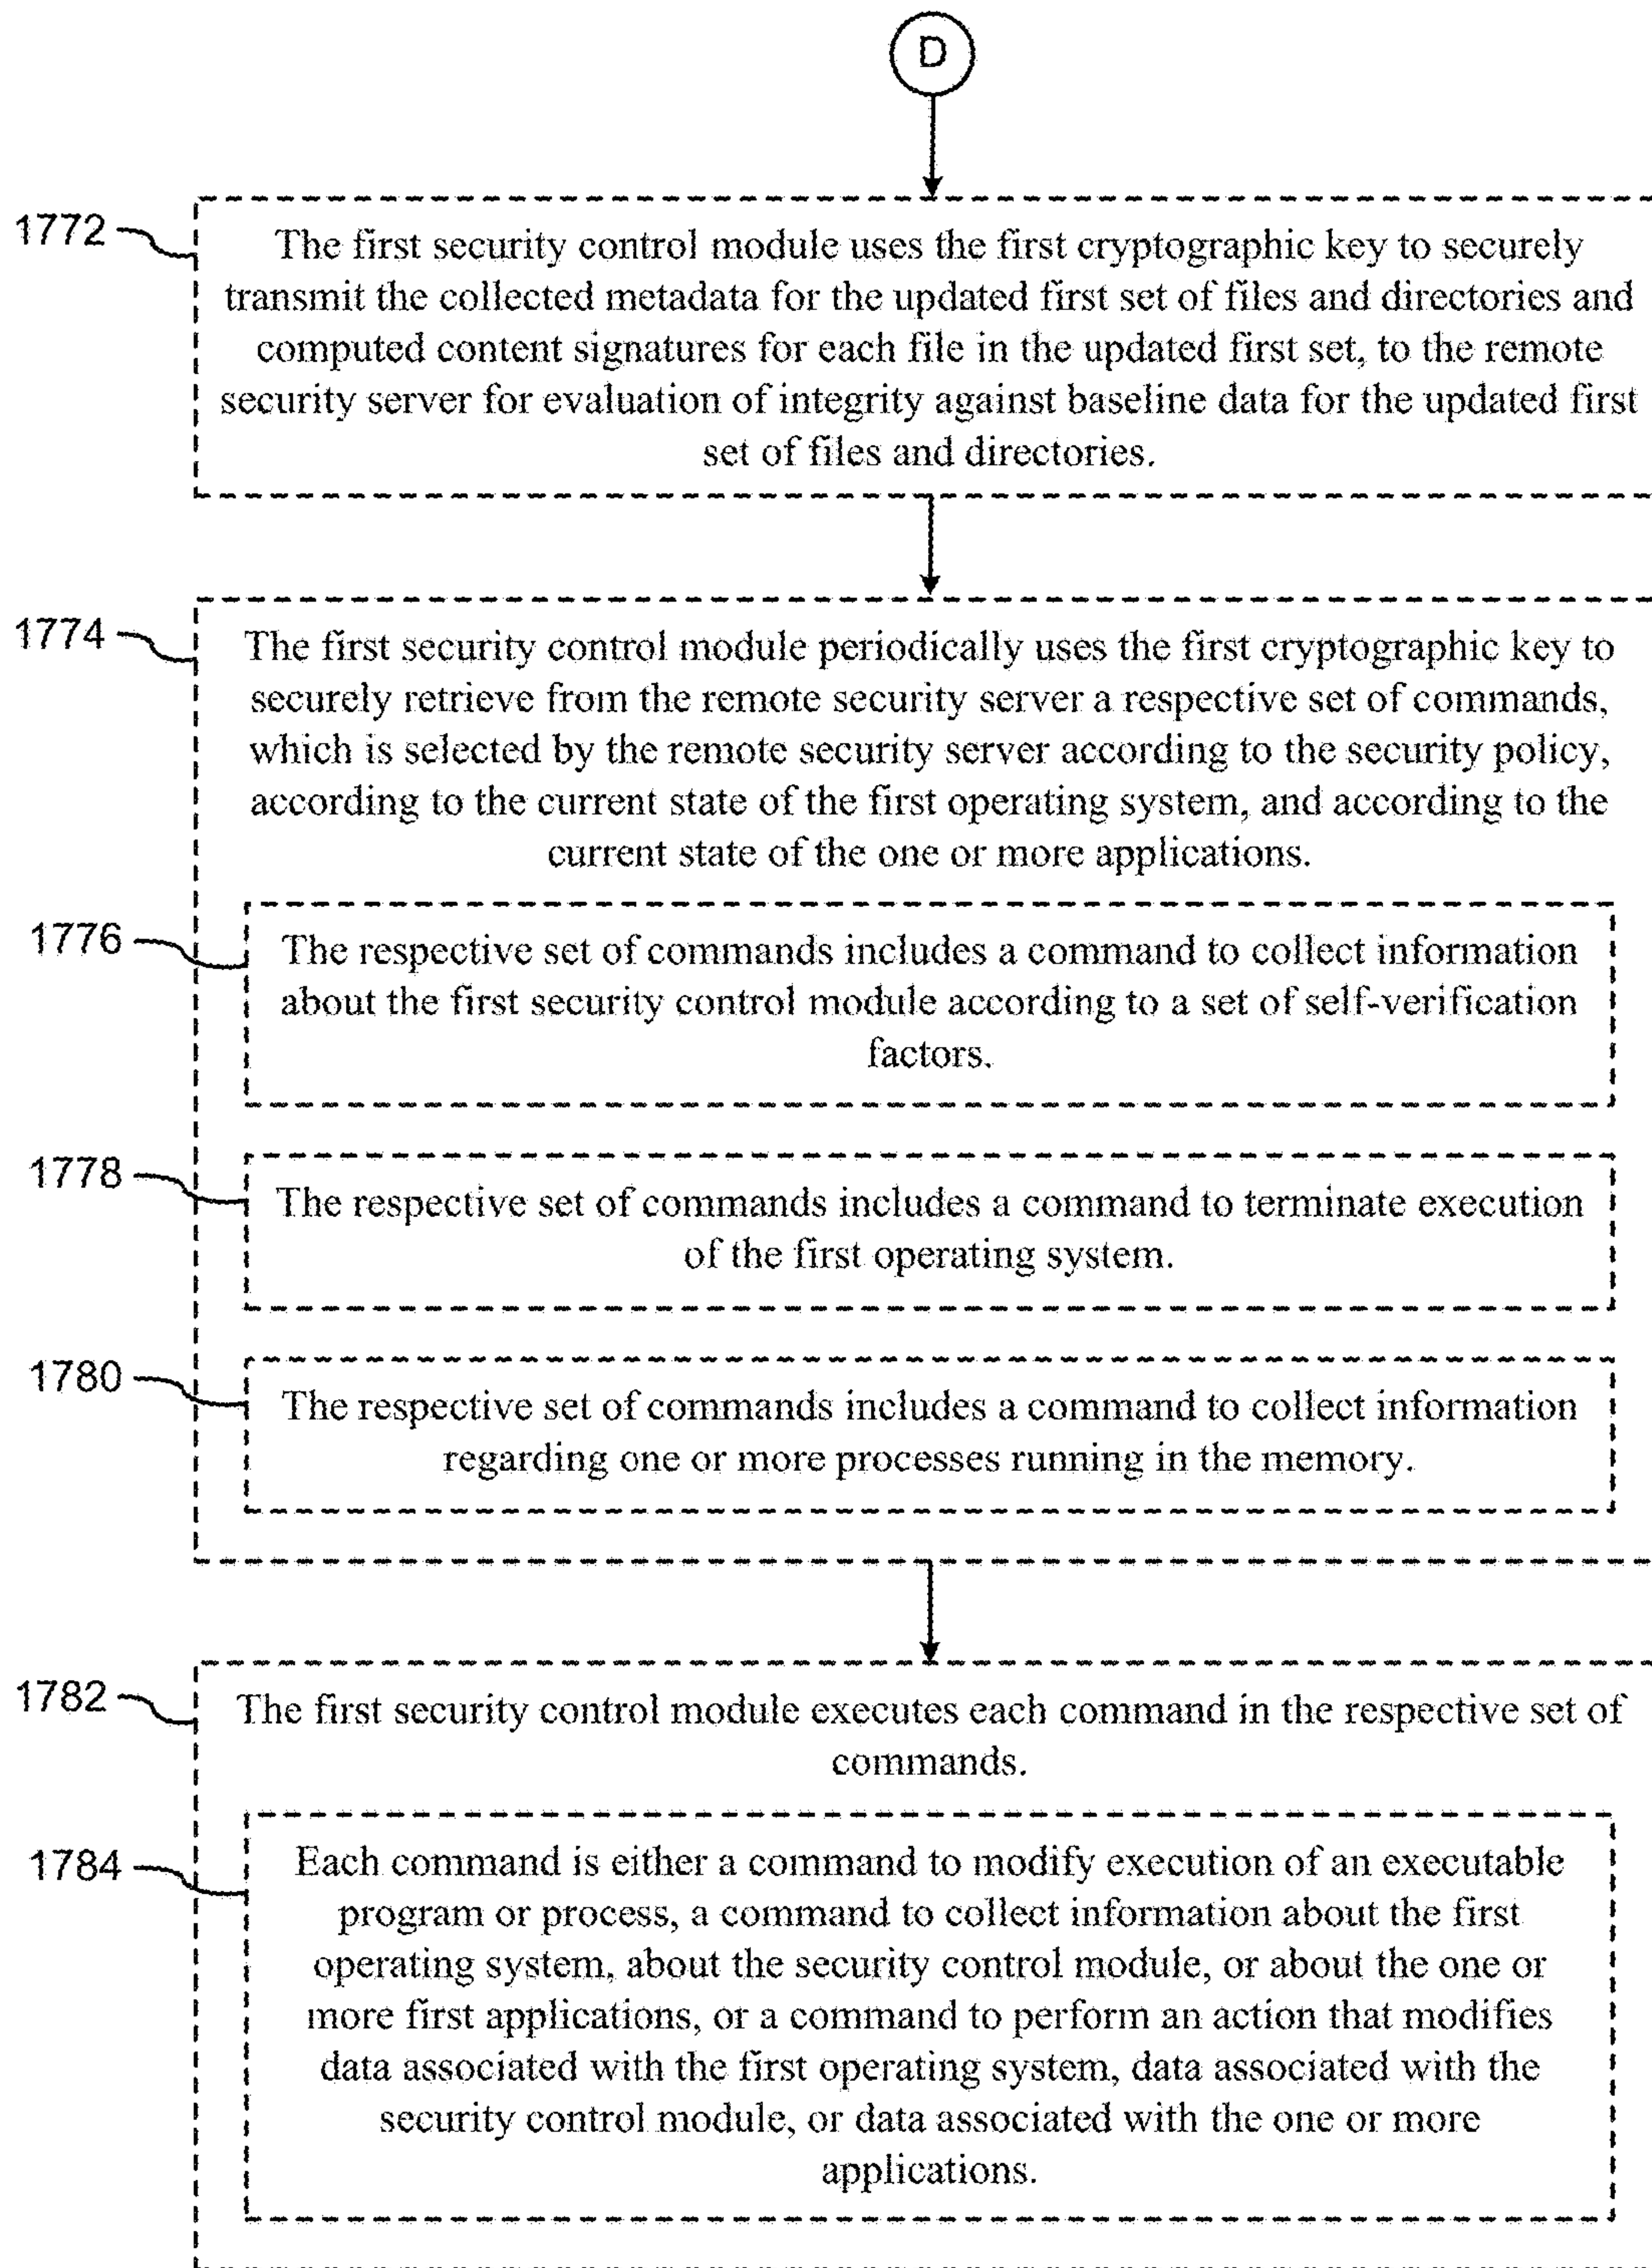 D
1772
The first security control module uses the first cryptographic key to securely
transmit the collected metadata for the updated first set of files and directories and
computed content signatures for each file in the updated first set, to the remote
security server for evaluation of integrity against baseline data for the updated first
set of files and directories.
1774
The first security control module periodically uses the first cryptographic key to
securely retrieve from the remote security server a respective set of commands,
which is selected by the remote security server according to the security policy,
according to the current state of the first operating system, and according to the
current state of the one or more applications.
1776
The respective set of commands includes a command to collect information
about the first security control module according to a set of self-verification
factors.
1778
The respective set of commands includes a command to terminate execution
of the first operating system.
1780
The respective set of commands includes a command to collect information
regarding one or more processes running in the memory.
1782
The first security control module executes each command in the respective set of
commands.
1784
Each command is either a command to modify execution of an executable
program or process, a command to collect information about the first
operating system, about the security control module, or about the one or
more first applications, or a command to perform an action that modifies
data associated with the first operating system, data associated with the
security control module, or data associated with the one or more
applications.